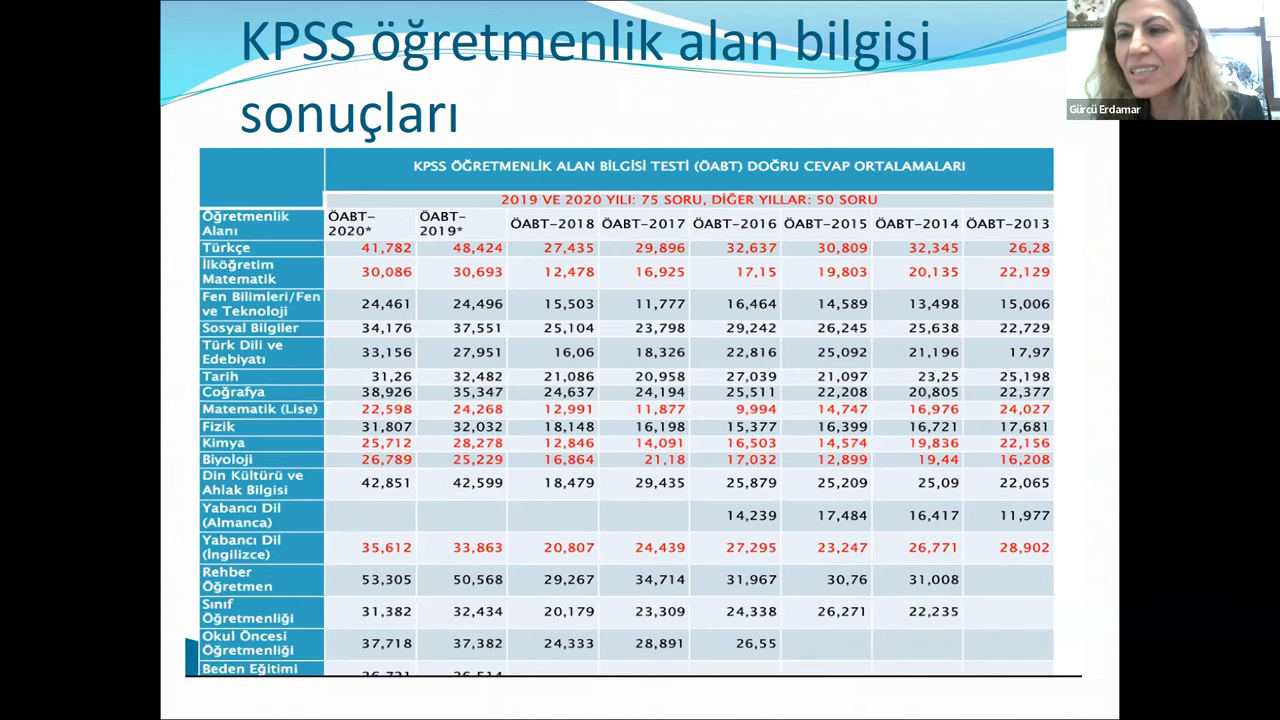 KPSS öğretmenlik alan bilgisi
sonuçları
Gürcü Erdamar
KPSS ÖĞRETMENLİK ALAN BİLGİSİ TESTİ (ÖABT) DOĞRU CEVAP ORTALAMALARI
2019 VE 2020 YILI: 75 SORU, DİĞER YILLAR: 50 SORU
Öğretmenlik Alanı ÖABT-2020* ÖABT-2019* ÖABT-2018 ÖABT-2017 ÖABT-2016 ÖABT-2015 ÖABT-2014 ÖABT-2013
Türkçe 41,782 48,424 27,435 29,896 32,637 30,809 32,345 26,28
İlköğretim Matematik 30,086 30,693 12,478 16,925 17,15 19,803 20,135 22,129
Fen Bilimleri/Fen ve Teknoloji 24,461 24,496 15,503 11,777 16,464 14,589 13,498 15,006
Sosyal Bilgiler 34,176 37,551 25,104 23,798 29,242 26,245 25,638 22,729
Türk Dili ve Edebiyatı 33,156 27,951 16,06 18,326 22,816 25,092 21,196 17,97
Tarih 31,26 32,482 21,086 20,958 27,039 21,097 23,25 25,198
Coğrafya 38,926 35,347 24,637 24,194 25,511 22,208 20,805 22,377
Matematik (Lise) 22,598 24,268 12,991 11,877 9,994 14,747 16,976 24,027
Fizik 31,807 32,032 18,148 16,198 15,377 16,399 16,721 17,681
Kimya 25,712 28,278 12,846 14,091 16,503 14,574 19,836 22,156
Biyoloji 26,789 25,229 16,864 21,18 17,032 12,899 19,44 16,208
Din Kültürü ve Ahlak Bilgisi 42,851 42,599 18,479 29,435 25,879 25,209 25,09 22,065
Yabancı Dil (Almanca) 14,239 17,484 16,417 11,977
Yabancı Dil (İngilizce) 35,612 33,863 20,807 24,439 27,295 23,247 26,771 28,902
Rehber Öğretmen 53,305 50,568 29,267 34,714 31,967 30,76 31,008
Sınıf Öğretmenliği 31,382 32,434 20,179 23,309 24,338 26,271 22,235
Okul Öncesi Öğretmenliği 37,718 37,382 24,333 28,891 26,55
Beden Eğitimi